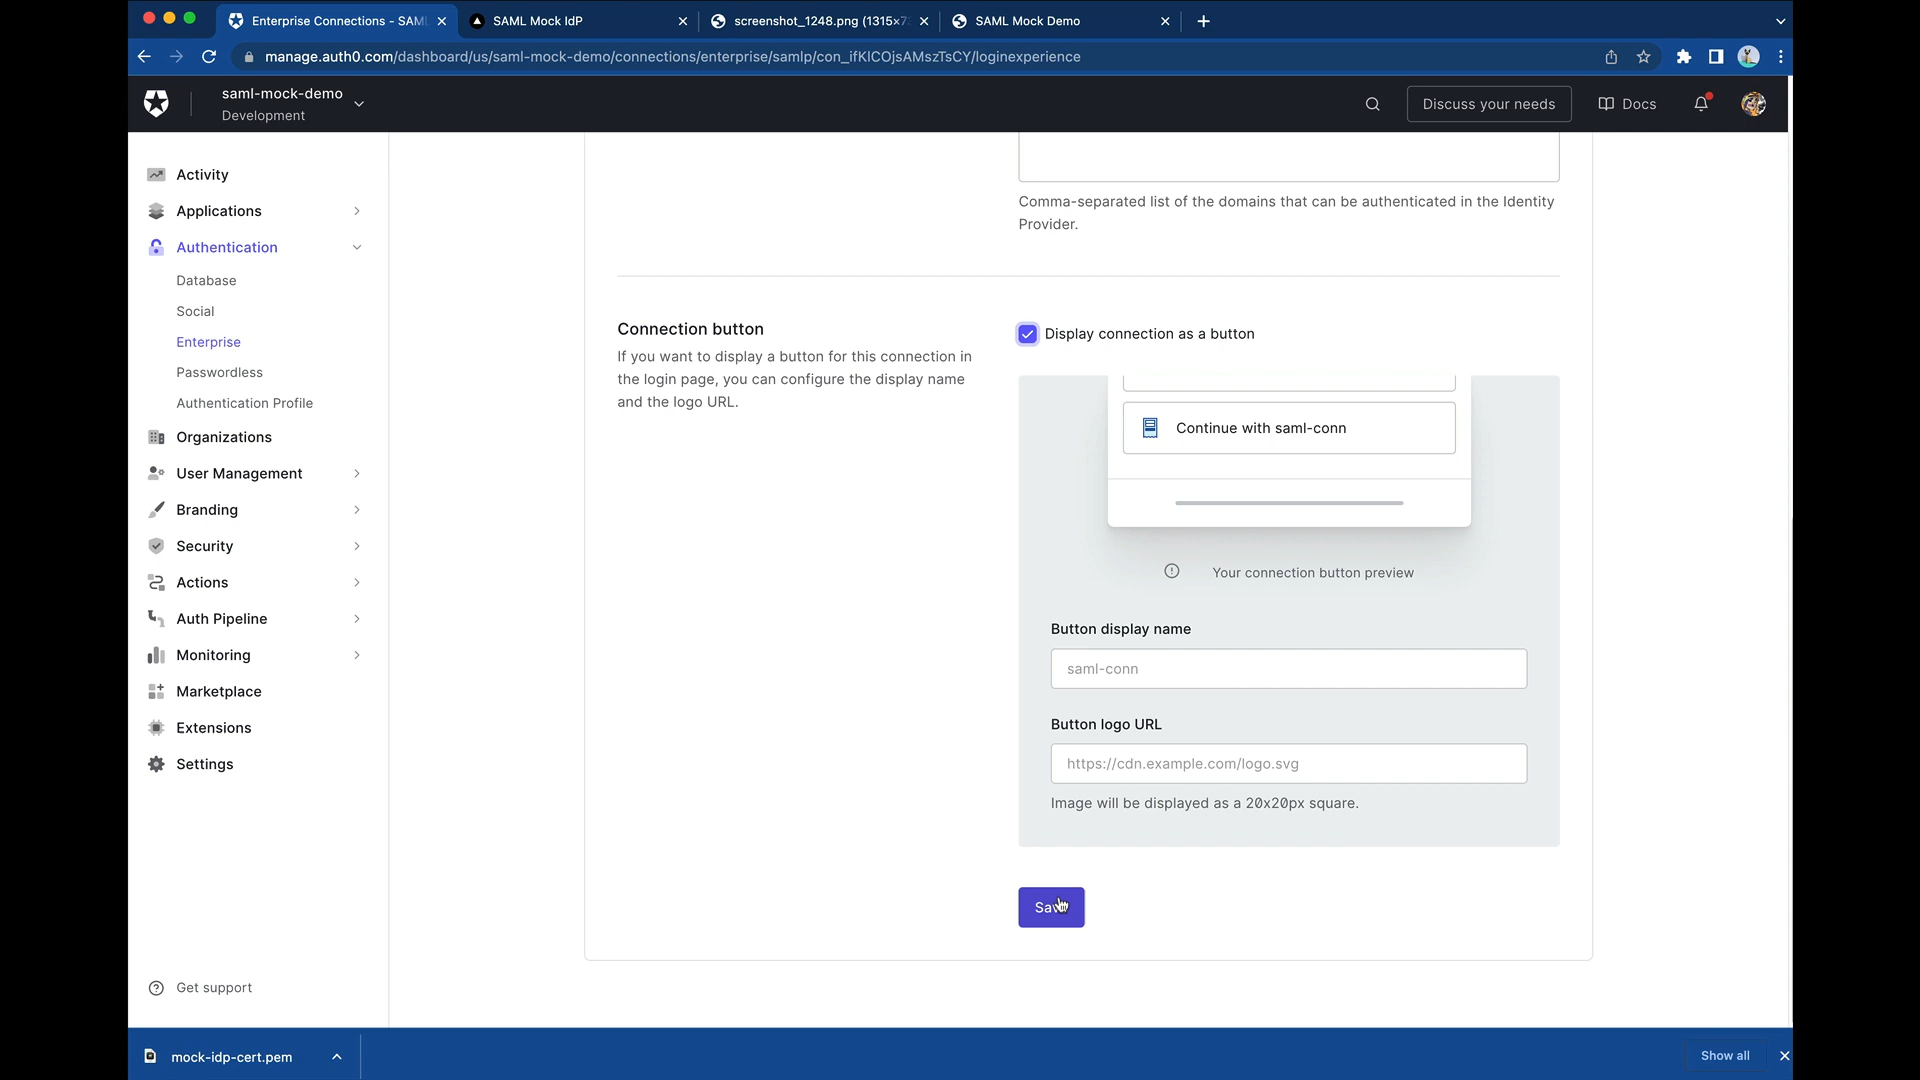 Enterprise Connections - SAML
SAML Mock IdP
screenshot_1248.png (1315×7
SAML Mock Demo
manage.auth0.com/dashboard/us/saml-mock-demo/connections/enterprise/samlp/con_ifKlCOjsAMszTsCY/loginexperience
saml-mock-demo
Development
Discuss your needs
Docs
Activity
Applications
Authentication
Database
Social
Enterprise
Passwordless
Authentication Profile
Organizations
User Management
Branding
Security
Actions
Auth Pipeline
Monitoring
Marketplace
Extensions
Settings
Get support
Comma-separated list of the domains that can be authenticated in the Identity
Provider.
Connection button
If you want to display a button for this connection in
the login page, you can configure the display name
and the logo URL.
Display connection as a button
Continue with saml-conn
Your connection button preview
Button display name
saml-conn
Button logo URL
https://cdn.example.com/logo.svg
Image will be displayed as a 20x20px square.
Save
mock-idp-cert.pem
Show all